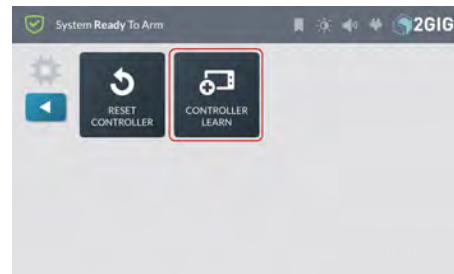 System Ready To Arm
2GIG
RESET
CONTROLLER
CONTROLLER
LEARN